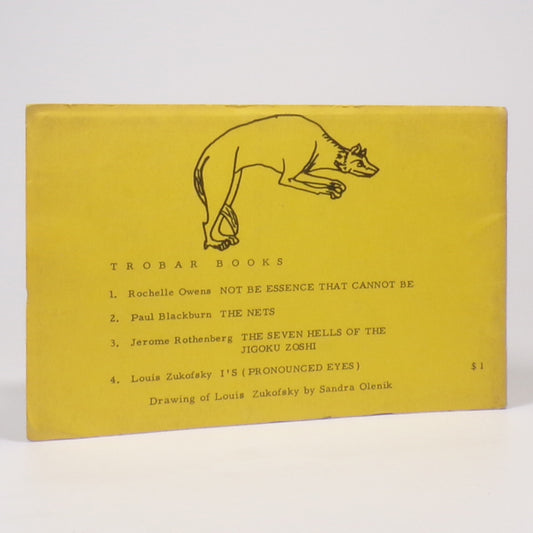 TROBAR BOOKS
1. Rochelle Owens NOT BE ESSENCE THAT CANNOT BE
2. Paul Blackburn THE NETS
3. Jerome Rothenberg THE SEVEN HELLS OF THE
JIGOKU ZOSHI
4. Louis Zukofsky I'S (PRONOUNCED EYES) $1
Drawing of Louis Zukofsky by Sandra Olenik